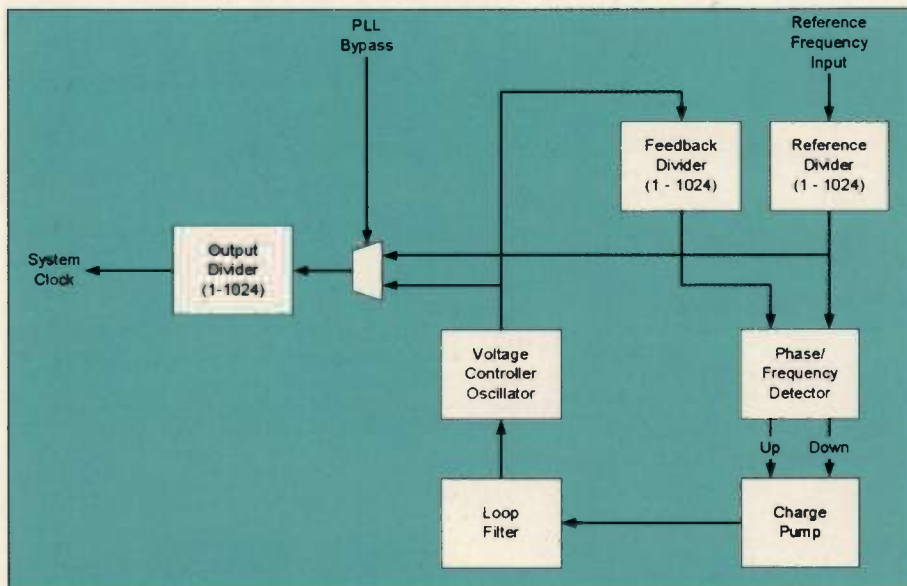 PLL
Bypass
Reference
Frequency
Input
Feedback
Divider
(1 - 1024)
Reference
Divider
(1 - 1024)
System
Clock
Output
Divider
(1-1024)
Voltage
Controller
Oscillator
Phase/
Frequency
Detector
Up Down
Loop
Filter
Charge
Pump